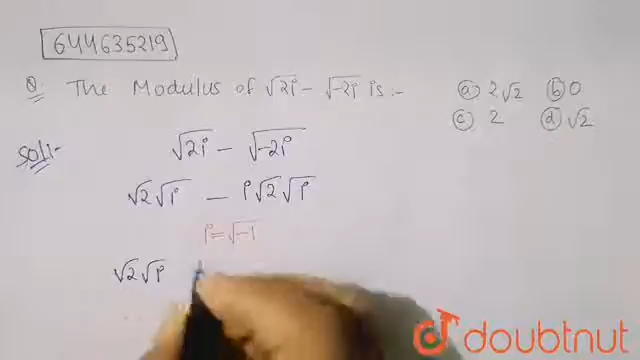 644635219
Q. The Modulus of √2i - √-2i is :-
(a) 2√2 (b) 0
(c) 2 (d) √2
Sol1:-
√2i - √-2i
√2√i - i√2√i
i=√-1
√2√i
doubtnut